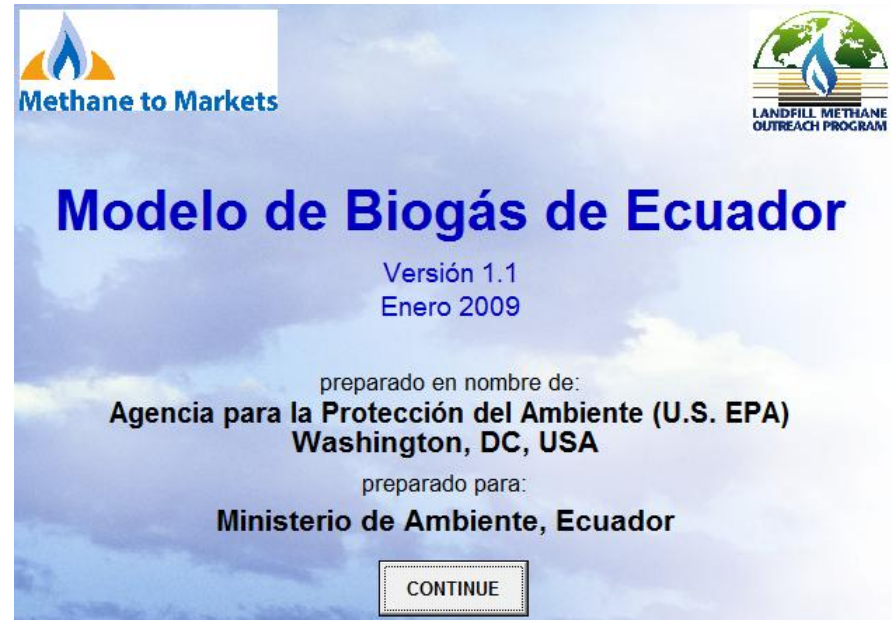 Methane to Markets
LANDFILL METHANE
OUTREACH PROGRAM
Modelo de Biogás de Ecuador
Versión 1.1
Enero 2009
preparado en nombre de:
Agencia para la Protección del Ambiente (U.S. EPA)
Washington, DC, USA
preparado para:
Ministerio de Ambiente, Ecuador
CONTINUE